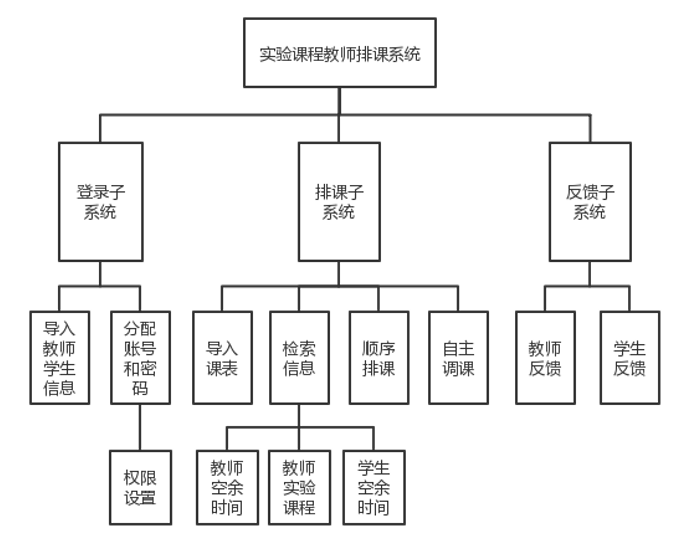 实验课程教师排课系统
登录子
系统
排课子
系统
反馈子
系统
导入
教师
学生
信息
分配
账号
和密
码
导入
课表
检索
信息
顺序
排课
自主
调课
教师
反馈
学生
反馈
权限
设置
教师
空余
时间
教师
实验
课程
学生
空余
时间